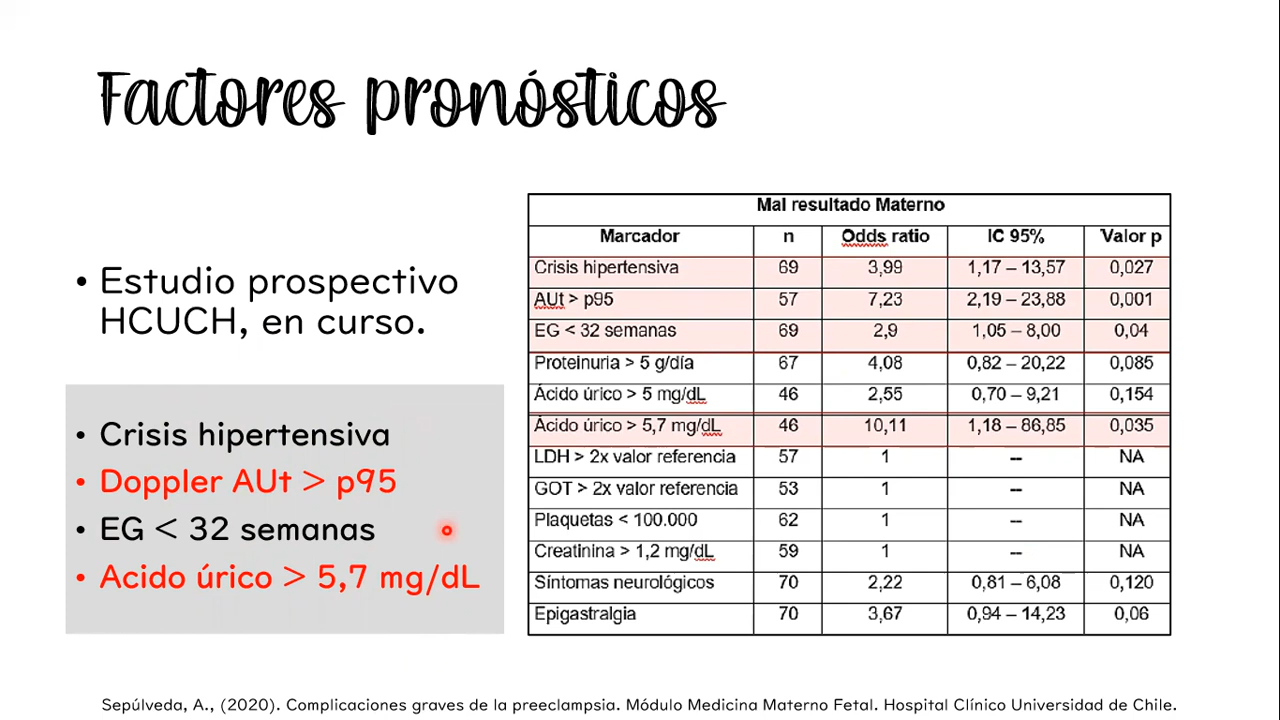 Factores pronósticos
• Estudio prospectivo
HCUCH, en curso.
• Crisis hipertensiva
• Doppler AUt > p95
• EG < 32 semanas
• Acido úrico > 5,7 mg/dL
Mal resultado Materno
Marcador n Odds ratio IC 95% Valor p
Crisis hipertensiva 69 3,99 1,17 – 13,57 0,027
AUt > p95 57 7,23 2,19 – 23,88 0,001
EG < 32 semanas 69 2,9 1,05 – 8,00 0,04
Proteinuria > 5 g/día 67 4,08 0,82 – 20,22 0,085
Ácido úrico > 5 mg/dL 46 2,55 0,70 – 9,21 0,154
Ácido úrico > 5,7 mg/dL 46 10,11 1,18 – 86,85 0,035
LDH > 2x valor referencia 57 1 -- NA
GOT > 2x valor referencia 53 1 -- NA
Plaquetas < 100.000 62 1 -- NA
Creatinina > 1,2 mg/dL 59 1 -- NA
Síntomas neurológicos 70 2,22 0,81 – 6,08 0,120
Epigastralgia 70 3,67 0,94 – 14,23 0,06
Sepúlveda, A., (2020). Complicaciones graves de la preeclampsia. Módulo Medicina Materno Fetal. Hospital Clínico Universidad de Chile.